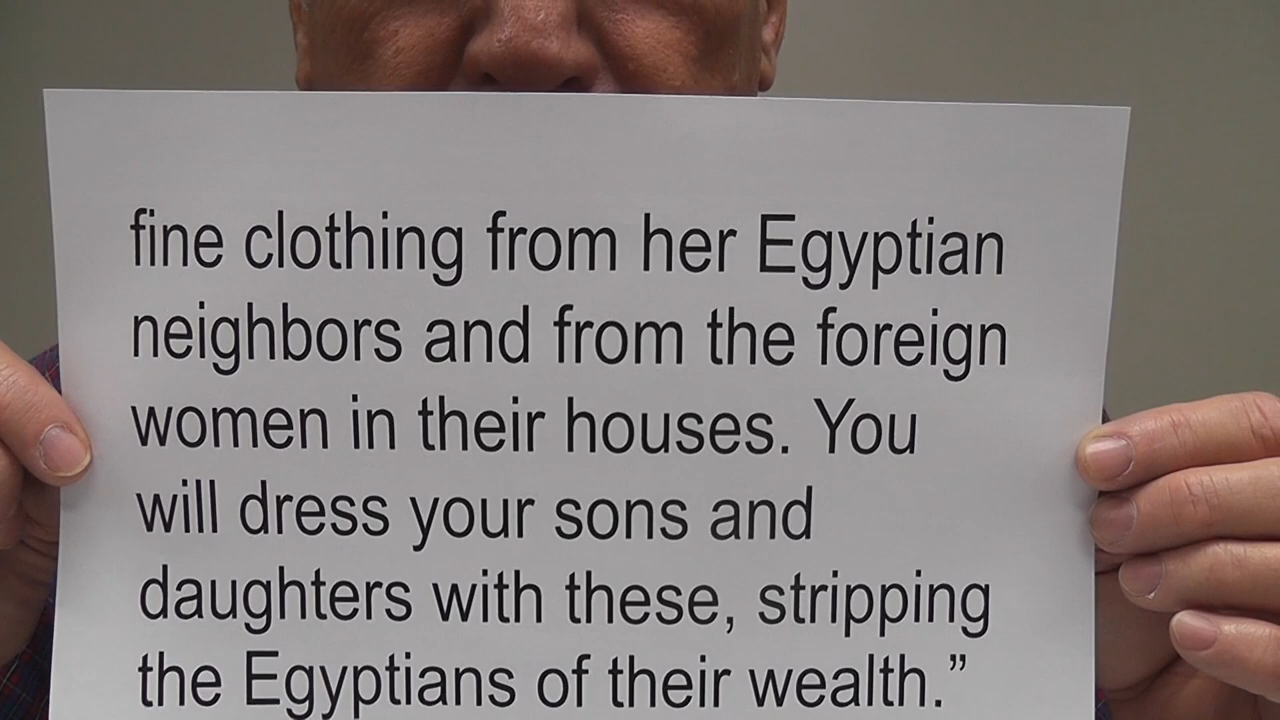 fine clothing from her Egyptian
neighbors and from the foreign
women in their houses. You
will dress your sons and
daughters with these, stripping
the Egyptians of their wealth.”